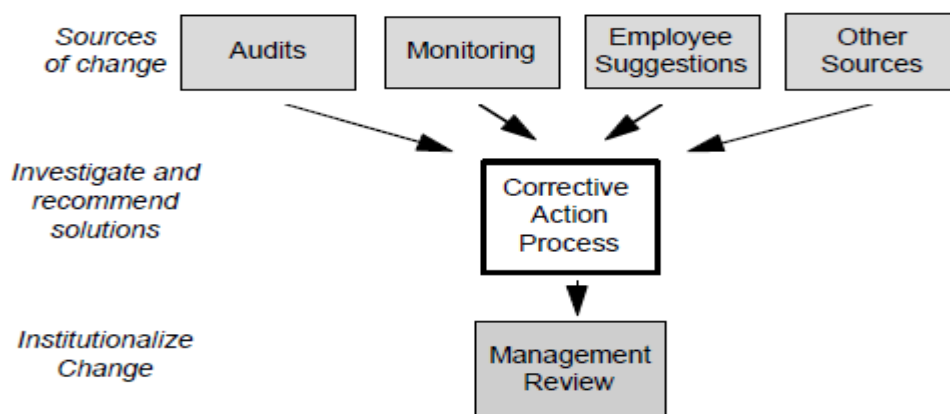 Sources
of change
Audits
Monitoring
Employee
Suggestions
Other
Sources
Investigate and
recommend
solutions
Corrective
Action
Process
Institutionalize
Change
Management
Review